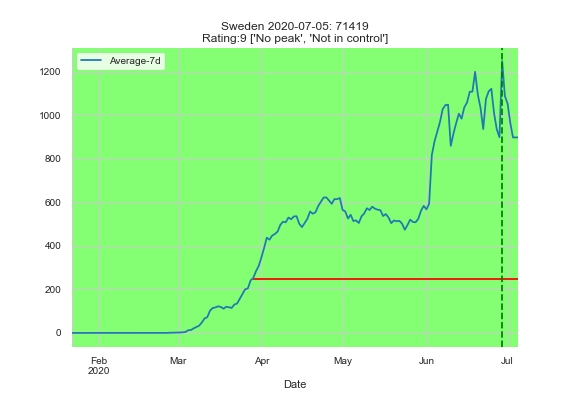 Sweden 2020-07-05: 71419
Rating:9 ['No peak', 'Not in control']
Average-7d
1200
1000
800
600
400
200
0
Feb
2020
Mar
Apr
May
Jun
Jul
Date